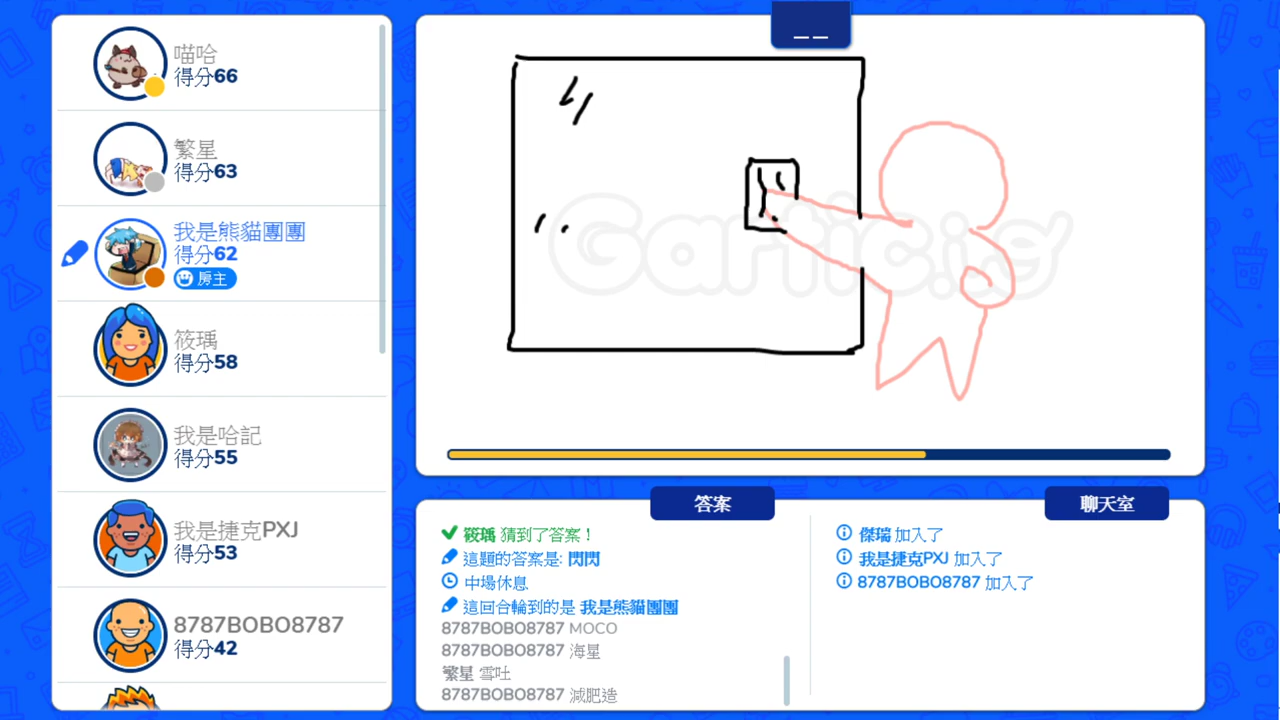 喵哈
得分66
繁星
得分63
我是熊貓團團
得分62
房主
筱瑀
得分58
我是哈記
得分55
我是捷克PXJ
得分53
8787BOBO8787
得分42
_ _
Gartic.io
答案
筱瑀 猜到了答案！
這題的答案是: 閃閃
中場休息
這回合輪到的是 我是熊貓團團
8787BOBO8787 MOCO
8787BOBO8787 海星
繁星 雪吐
8787BOBO8787 減肥造
聊天室
傑瑞 加入了
我是捷克PXJ 加入了
8787BOBO8787 加入了